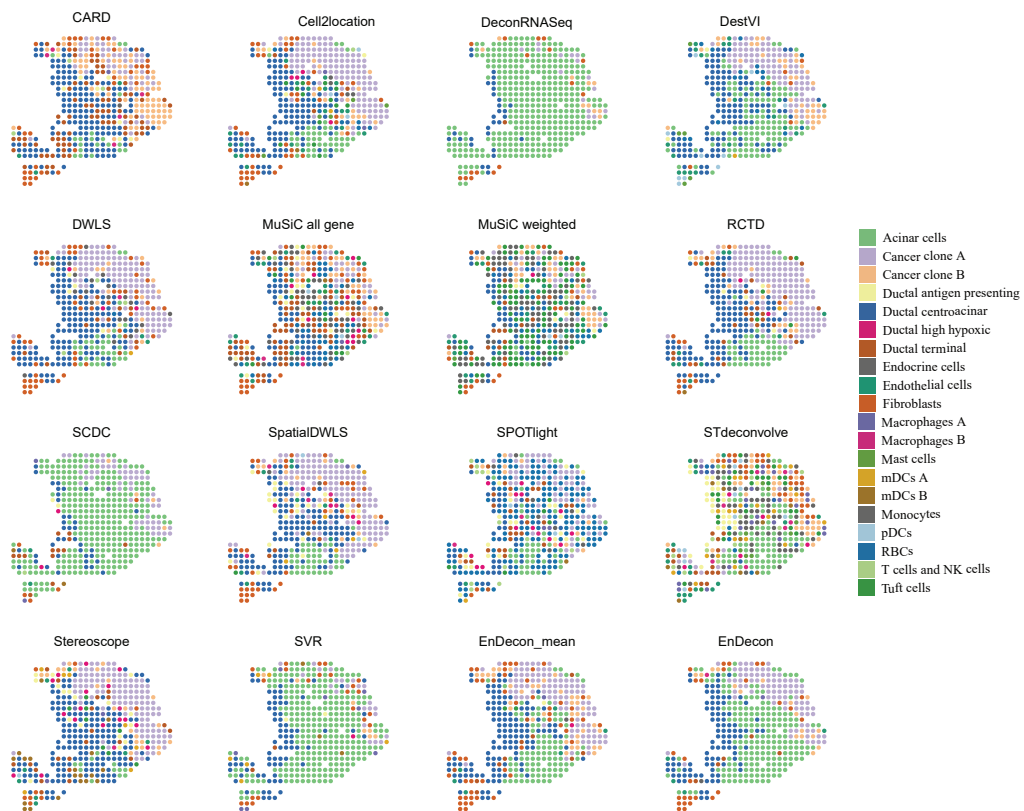 CARD
Cell2location
DeconRNASeq
DestVI
DWLS
MuSiC all gene
MuSiC weighted
RCTD
Acinar cells
Cancer clone A
Cancer clone B
Ductal antigen presenting
Ductal centroacinar
Ductal high hypoxic
Ductal terminal
Endocrine cells
Endothelial cells
Fibroblasts
Macrophages A
Macrophages B
Mast cells
mDCs A
mDCs B
Monocytes
pDCs
RBCs
T cells and NK cells
Tuft cells
SCDC
SpatialDWLS
SPOTlight
STdeconvolve
Stereoscope
SVR
EnDecon_mean
EnDecon